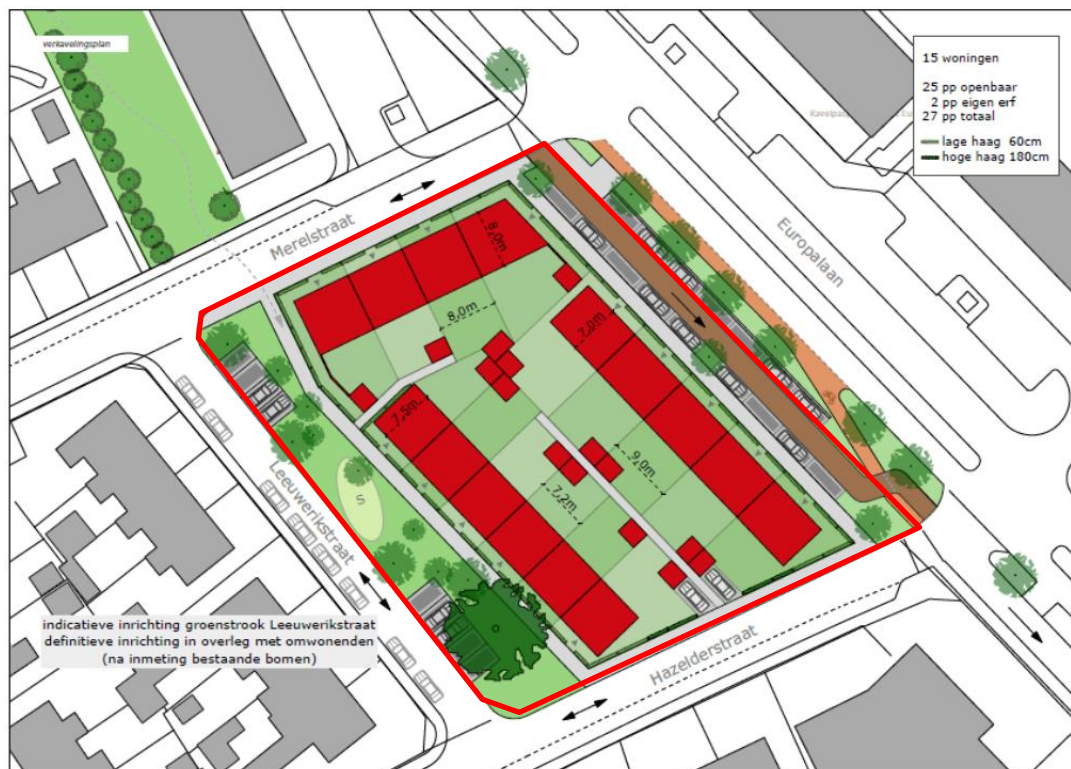 verkavelingsplan
15 woningen
25 pp openbaar
2 pp eigen erf
27 pp totaal
lage haag 60cm
hoge haag 180cm
Merelstraat
Europalaan
8.0m
8.0m
7.0m
7.5m
9.0m
7.2m
S
Leeuwerikstraat
Hazelderstraat
indicatieve inrichting groenstrook Leeuwerikstraat
definitieve inrichting in overleg met omwonenden
(na inmeting bestaande bomen)